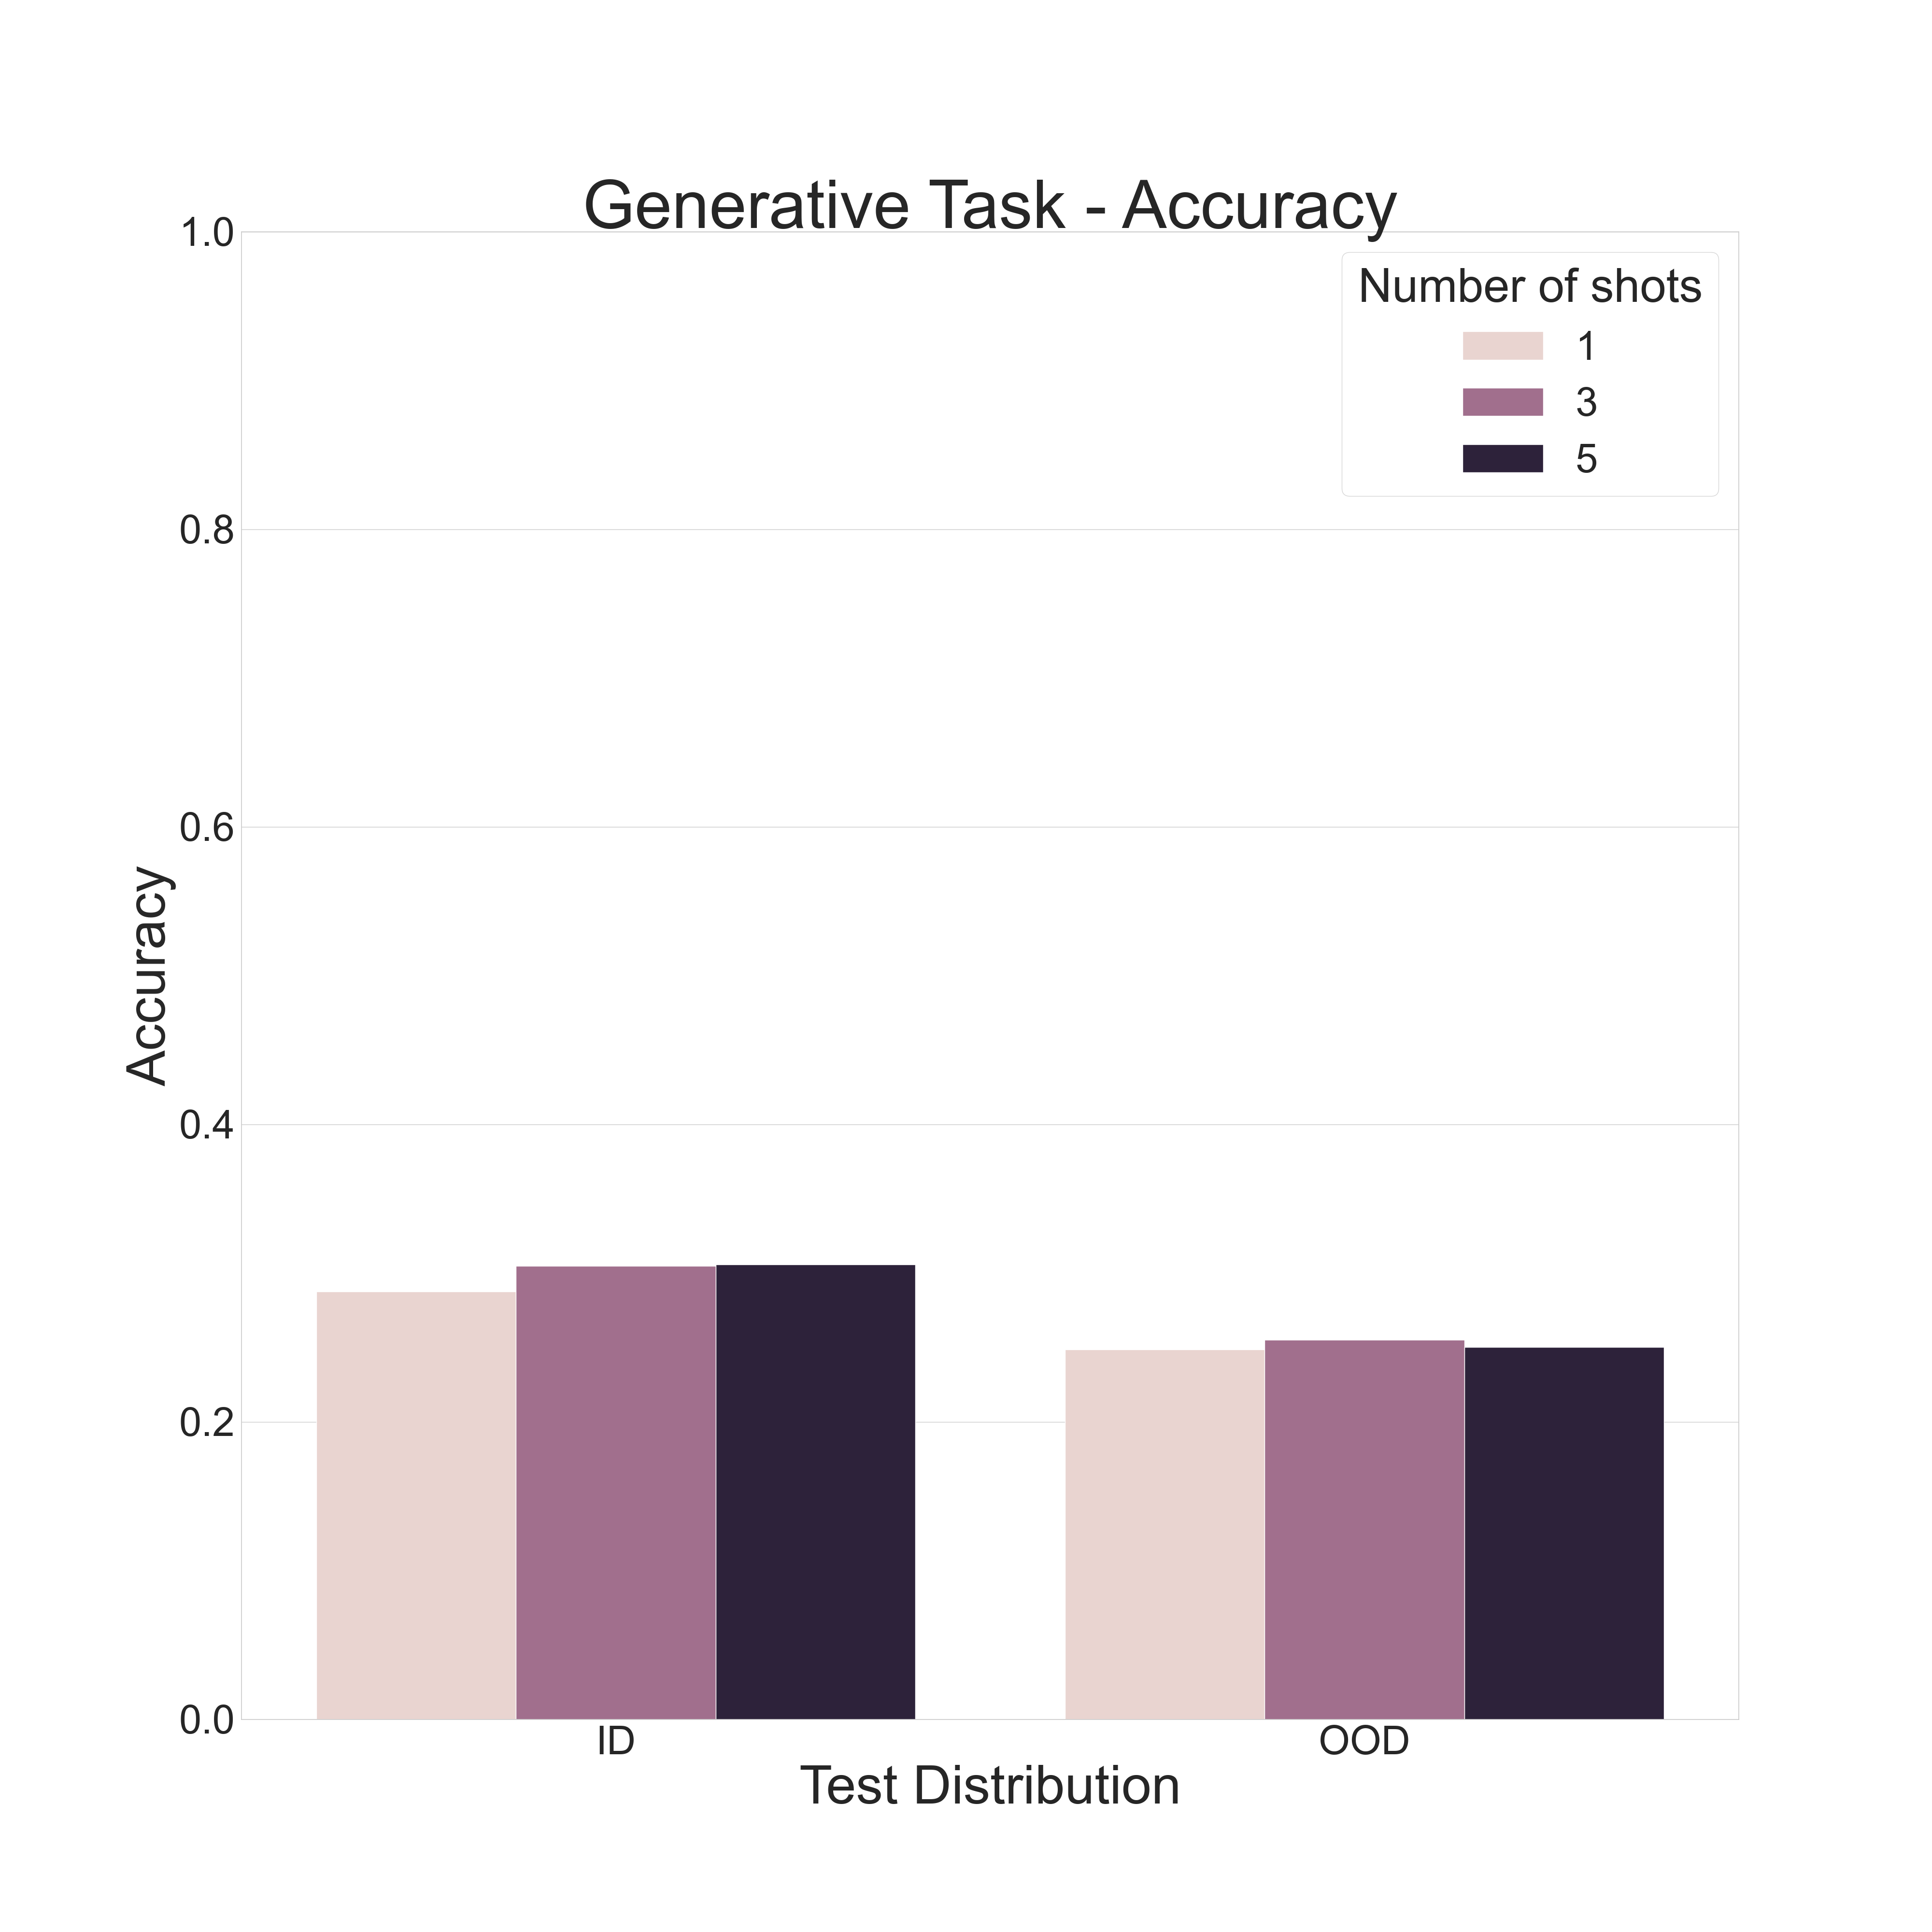 Generative Task - Accuracy
Number of shots
1
3
5
Accuracy
1.0
0.8
0.6
0.4
0.2
0.0
ID
OOD
Test Distribution